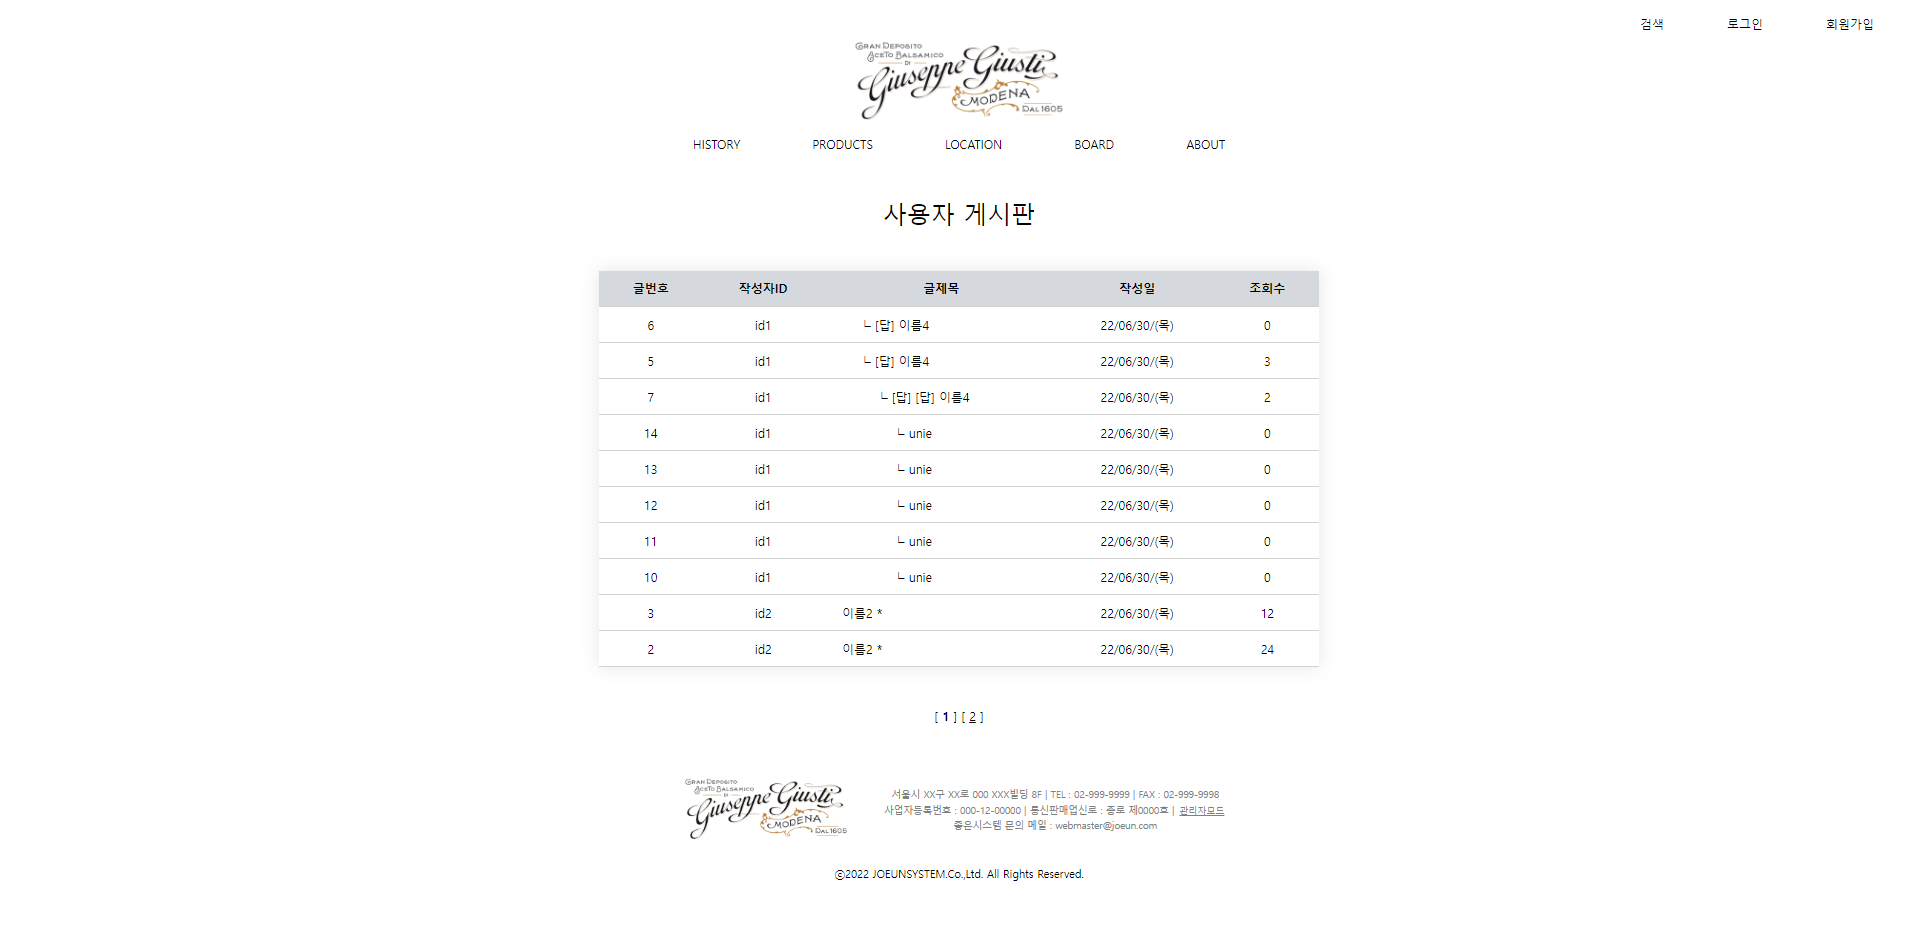 검색 로그인 회원가입
GRAN DEPOSITO
ACETO BALSAMICO
DI
Giuseppe Giusti
MODENA
DAL 1605
HISTORY PRODUCTS LOCATION BOARD ABOUT
사용자 게시판
글번호 작성자ID 글제목 작성일 조회수
6 id1 ┗ [답] 이름4 22/06/30/(목) 0
5 id1 ┗ [답] 이름4 22/06/30/(목) 3
7 id1 ┗ [답] [답] 이름4 22/06/30/(목) 2
14 id1 ┗ unie 22/06/30/(목) 0
13 id1 ┗ unie 22/06/30/(목) 0
12 id1 ┗ unie 22/06/30/(목) 0
11 id1 ┗ unie 22/06/30/(목) 0
10 id1 ┗ unie 22/06/30/(목) 0
3 id2 이름2 * 22/06/30/(목) 12
2 id2 이름2 * 22/06/30/(목) 24
[ 1 ] [ 2 ]
GRAN DEPOSITO
ACETO BALSAMICO
DI
Giuseppe Giusti
MODENA
DAL 1605
서울시 XX구 XX로 000 XXX빌딩 8F | TEL : 02-999-9999 | FAX : 02-999-9998
사업자등록번호 : 000-12-00000 | 통신판매업신로 : 종로 제0000호 | 관리자모드
좋은시스템 문의 메일 : webmaster@joeun.com
ⓒ2022 JOEUNSYSTEM.Co.,Ltd. All Rights Reserved.